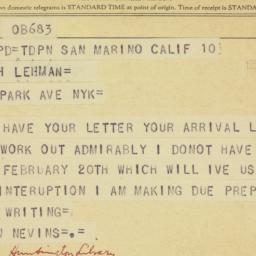 on domestic telegrams is STANDARD TIME at point of origin. Time of receipt is STANDA
OB683
PD=TDPN SAN MARINO CALIF 10
H LEHMAN=
PARK AVE NYK=
HAVE YOUR LETTER YOUR ARRIVAL L
WORK OUT ADMIRABLY I DONOT HAVE
FEBRUARY 20TH WHICH WILL IVE US
INTERUPTION I AM MAKING DUE PREP
WRITING=
N NEVINS=.=
Huntington Library